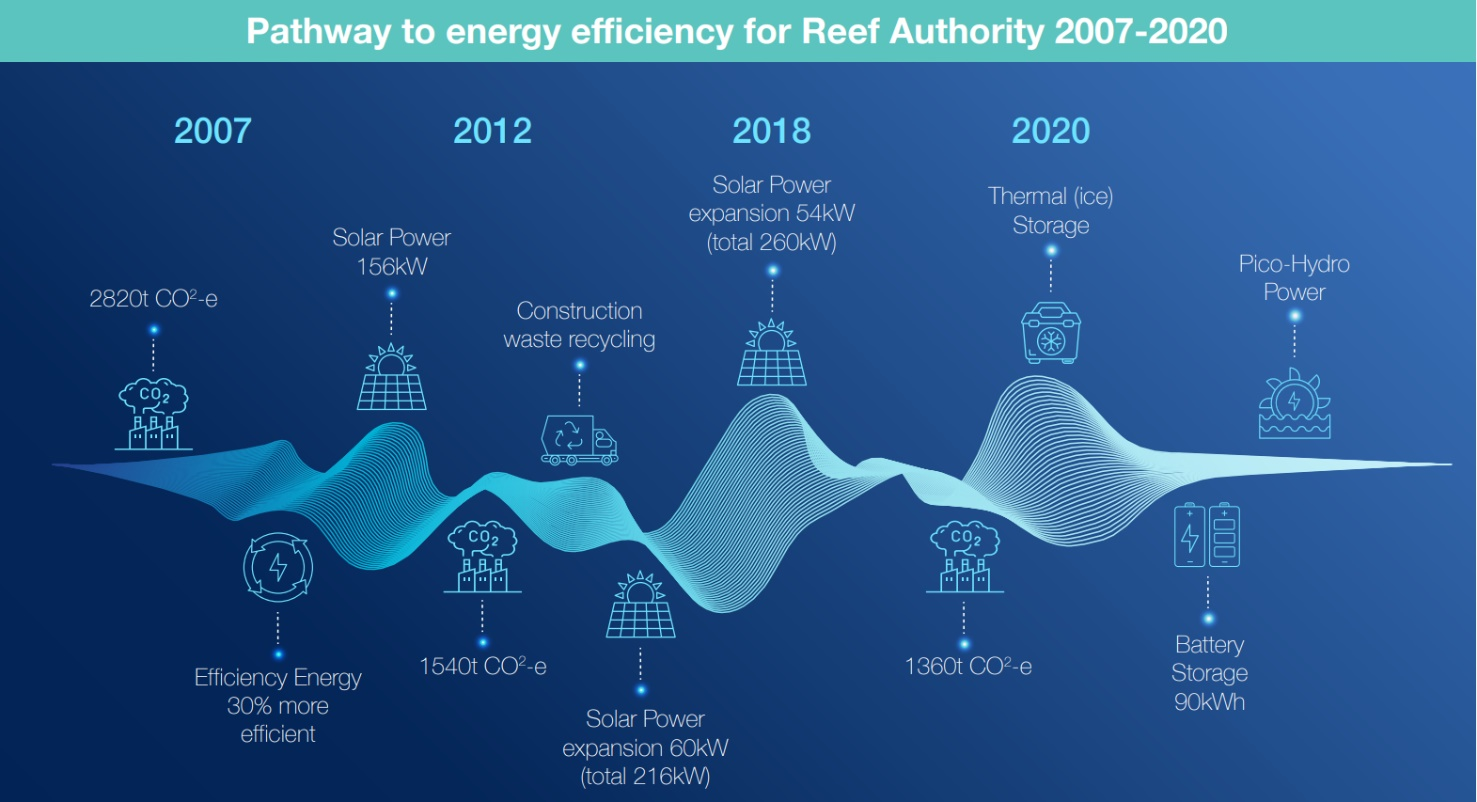 Pathway to energy efficiency for Reef Authority 2007-2020
2007
2012
2018
2020
2820t CO²-e
CO₂
Efficiency Energy
30% more
efficient
Solar Power
156kW
CO₂
1540t CO²-e
Construction
waste recycling
Solar Power
expansion 60kW
(total 216kW)
Solar Power
expansion 54kW
(total 260kW)
CO₂
1360t CO²-e
Thermal (ice)
Storage
Battery
Storage
90kWh
Pico-Hydro
Power